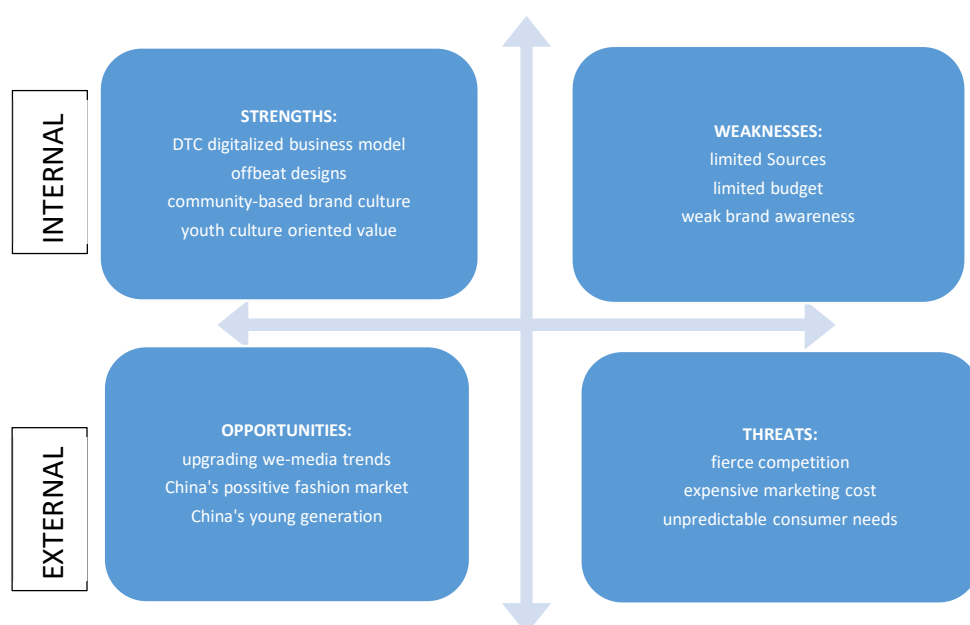 INTERNAL
STRENGTHS:
DTC digitalized business model
offbeat designs
community-based brand culture
youth culture oriented value
WEAKNESSES:
limited Sources
limited budget
weak brand awareness
EXTERNAL
OPPORTUNITIES:
upgrading we-media trends
China's possitive fashion market
China's young generation
THREATS:
fierce competition
expensive marketing cost
unpredictable consumer needs